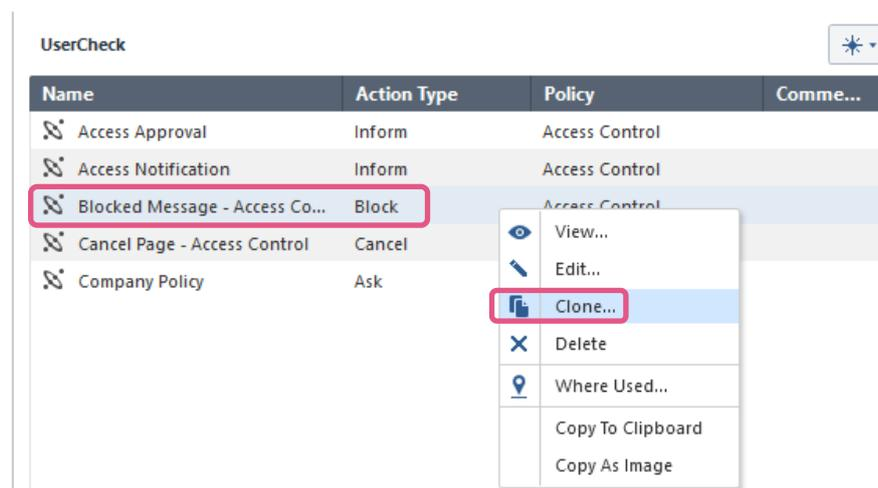 UserCheck
Name Action Type Policy Comme...
Access Approval Inform Access Control
Access Notification Inform Access Control
Blocked Message - Access Co... Block Access Control
View...
Cancel Page - Access Control Cancel
Edit...
Company Policy Ask
Clone...
Delete
Where Used...
Copy To Clipboard
Copy As Image